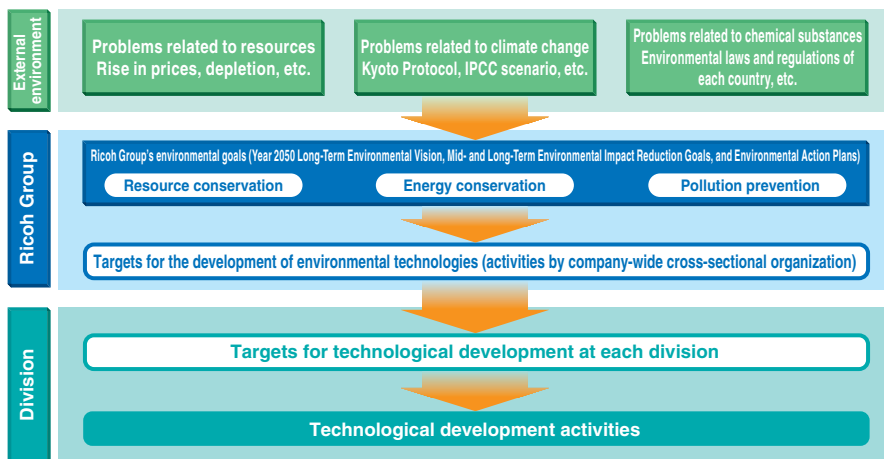 External
environment
Problems related to resources
Rise in prices, depletion, etc.
Problems related to climate change
Kyoto Protocol, IPCC scenario, etc.
Problems related to chemical substances
Environmental laws and regulations of
each country, etc.
Ricoh Group
Ricoh Group's environmental goals (Year 2050 Long-Term Environmental Vision, Mid- and Long-Term Environmental Impact Reduction Goals, and Environmental Action Plans)
Resource conservation
Energy conservation
Pollution prevention
Targets for the development of environmental technologies (activities by company-wide cross-sectional organization)
Division
Targets for technological development at each division
Technological development activities